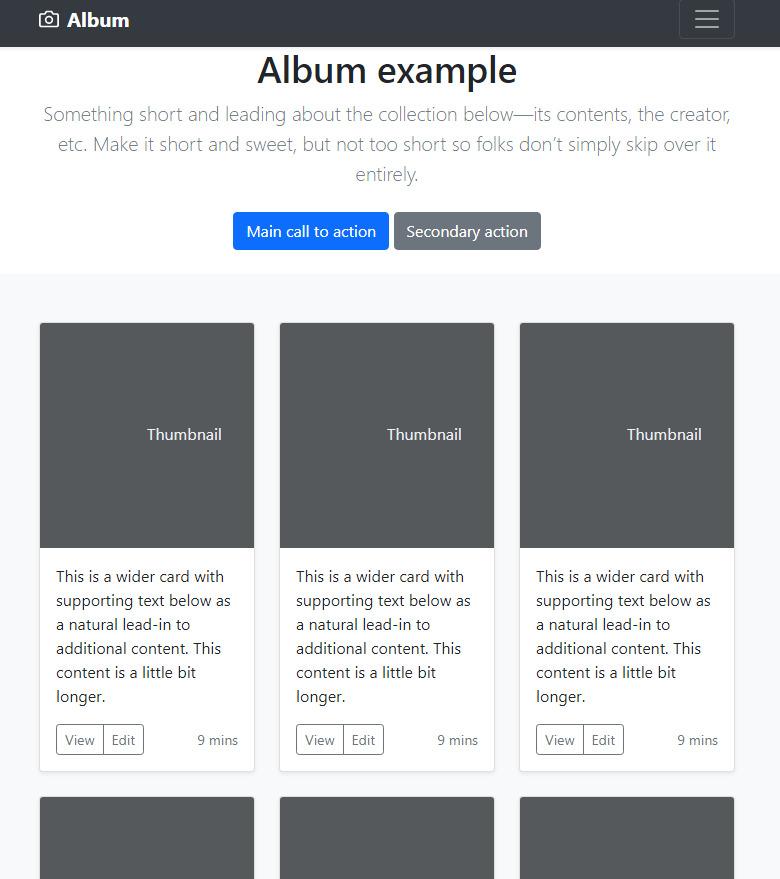 Album
Album example
Something short and leading about the collection below—its contents, the creator,
etc. Make it short and sweet, but not too short so folks don’t simply skip over it
entirely.
Main call to action Secondary action
Thumbnail
This is a wider card with
supporting text below as
a natural lead-in to
additional content. This
content is a little bit
longer.
View Edit 9 mins
Thumbnail
This is a wider card with
supporting text below as
a natural lead-in to
additional content. This
content is a little bit
longer.
View Edit 9 mins
Thumbnail
This is a wider card with
supporting text below as
a natural lead-in to
additional content. This
content is a little bit
longer.
View Edit 9 mins